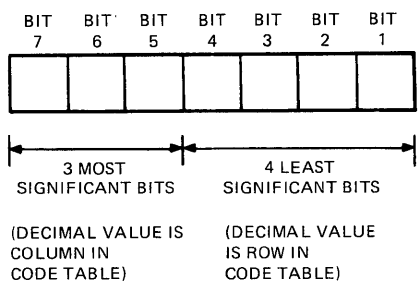 BIT BIT BIT BIT BIT BIT BIT
7 6 5 4 3 2 1
3 MOST
SIGNIFICANT BITS
4 LEAST
SIGNIFICANT BITS
(DECIMAL VALUE IS
COLUMN IN
CODE TABLE)
(DECIMAL VALUE
IS ROW IN
CODE TABLE)